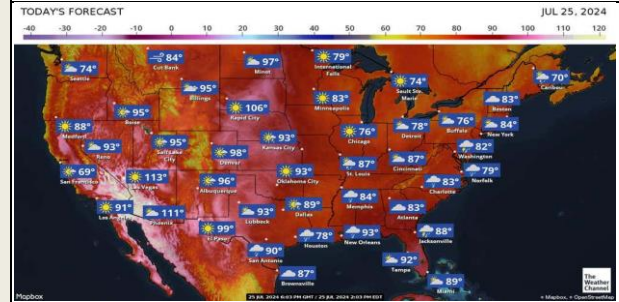 TODAY'S FORECAST JUL 25, 2024
-40 -30 -20 -10 0 10 20 30 40 50 60 70 80 90 100 110 120
74° Seattle
84° Cut Bank
97° Minot
79° International Falls
74° Sault Ste. Marie
70° Caribou
95° Billings
106° Rapid City
83° Minneapolis
83° Boston
95° Boise
88° Medford
76° Chicago
78° Detroit
76° Buffalo
84° New York
93° Reno
95° Salt Lake City
98° Denver
93° Kansas City
87° St. Louis
87° Cincinnati
82° Washington
79° Norfolk
69° San Francisco
113° Las Vegas
96° Albuquerque
93° Oklahoma City
84° Memphis
83° Charlotte
91° Los Angeles
111° Phoenix
99° El Paso
93° Lubbock
89° Dallas
83° Atlanta
78° Houston
93° New Orleans
88° Jacksonville
90° San Antonio
87° Brownsville
92° Tampa
89° Miami
The Weather Channel
Mapbox
25 JUL 2024 6:03 PM GMT / 25 JUL 2024 2:03 PM EDT
© Mapbox, © OpenStreetMap